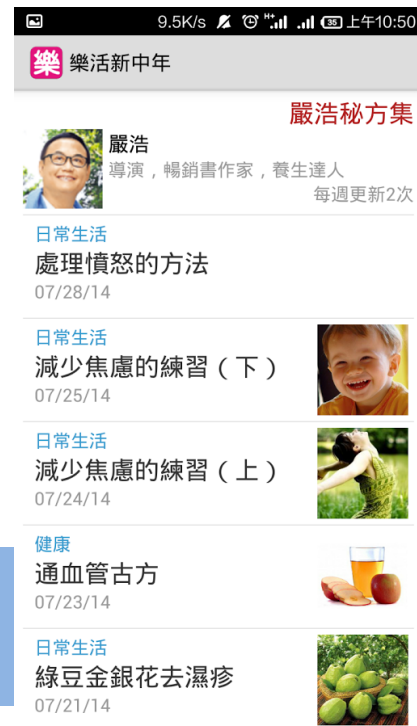 9.5K/s H+ 35 上午10:50
樂 樂活新中年
嚴浩秘方集
嚴浩
導演，暢銷書作家，養生達人
每週更新2次
日常生活
處理憤怒的方法
07/28/14
日常生活
減少焦慮的練習（下）
07/25/14
日常生活
減少焦慮的練習（上）
07/24/14
健康
通血管古方
07/23/14
日常生活
綠豆金銀花去濕疹
07/21/14